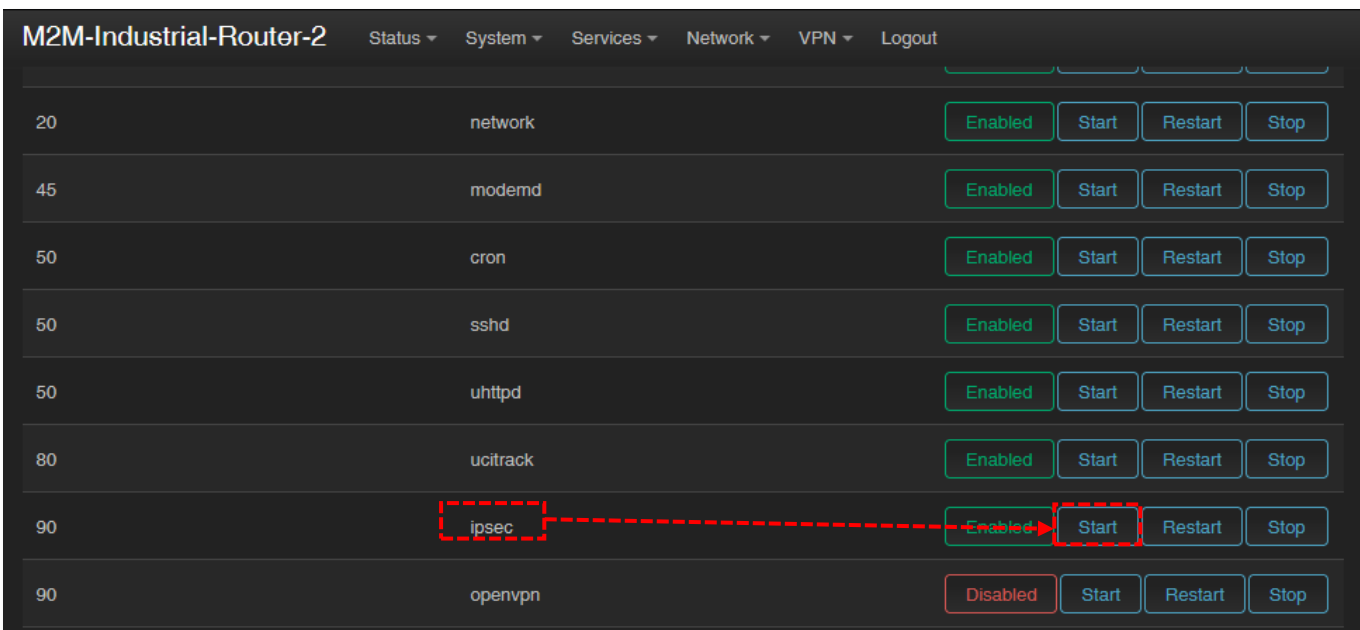 M2M-Industrial-Router-2 Status System Services Network VPN Logout
20 network Enabled Start Restart Stop
45 modemd Enabled Start Restart Stop
50 cron Enabled Start Restart Stop
50 sshd Enabled Start Restart Stop
50 uhttpd Enabled Start Restart Stop
80 ucitrack Enabled Start Restart Stop
90 ipsec Enabled Start Restart Stop
90 openvpn Disabled Start Restart Stop